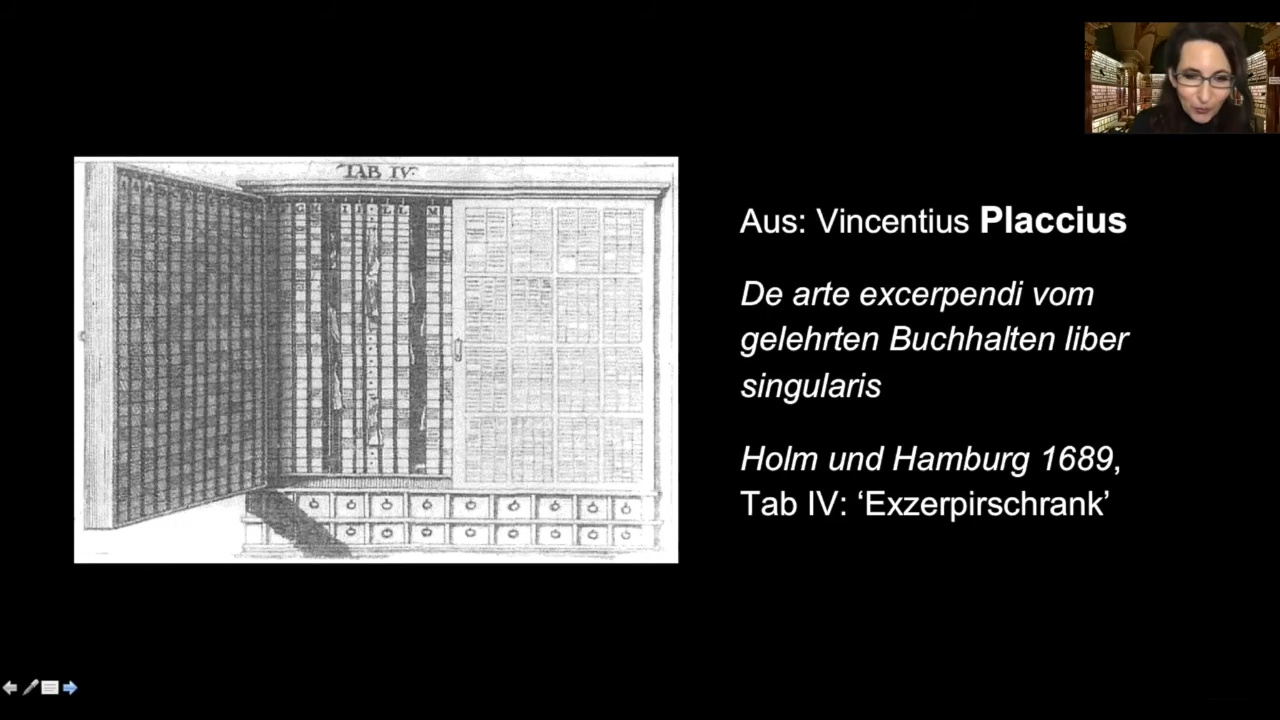 TAB IV.
Aus: Vincentius Placcius
De arte excerpendi vom
gelehrten Buchhalten liber
singularis
Holm und Hamburg 1689,
Tab IV: ‘Exzerpirschrank’